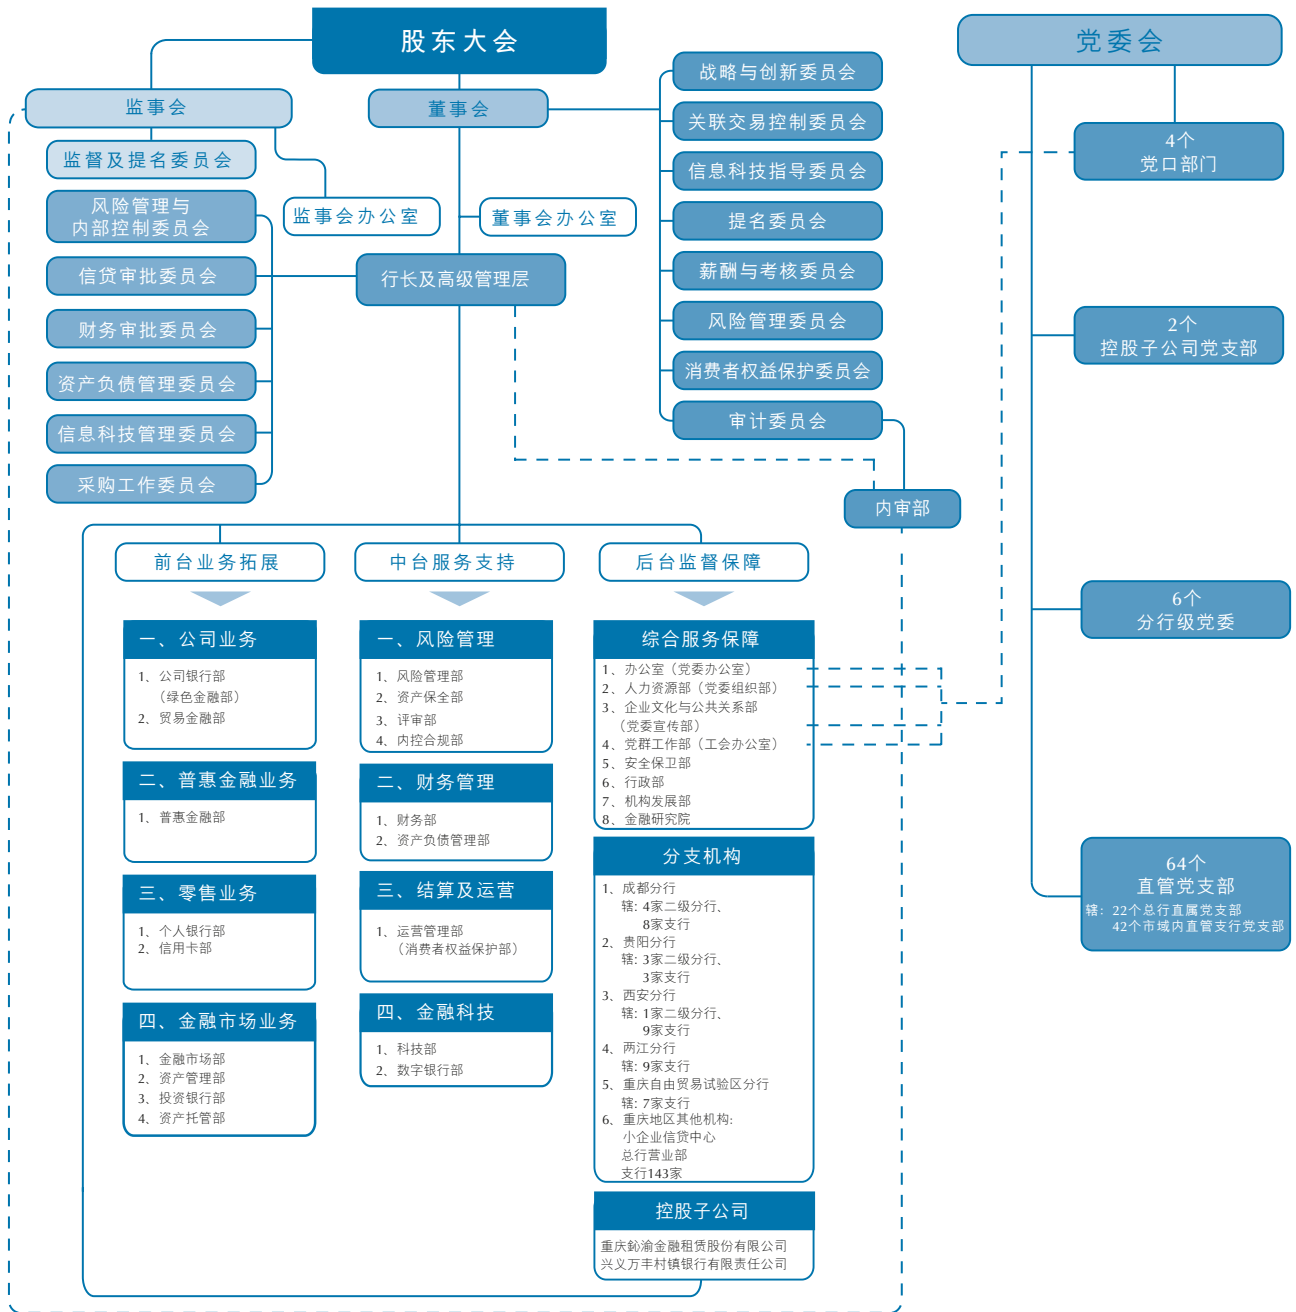 股东大会
党委会
监事会
董事会
战略与创新委员会
关联交易控制委员会
信息科技指导委员会
提名委员会
薪酬与考核委员会
风险管理委员会
消费者权益保护委员会
审计委员会
内审部
监督及提名委员会
监事会办公室
董事会办公室
行长及高级管理层
风险管理与
内部控制委员会
信贷审批委员会
财务审批委员会
资产负债管理委员会
信息科技管理委员会
采购工作委员会
4个
党口部门
2个
控股子公司党支部
6个
分行级党委
64个
直管党支部
辖：22个总行直属党支部
42个市域内直管支行党支部
前台业务拓展
一、公司业务
1、公司银行部
（绿色金融部）
2、贸易金融部
二、普惠金融业务
1、普惠金融部
三、零售业务
1、个人银行部
2、信用卡部
四、金融市场业务
1、金融市场部
2、资产管理部
3、投资银行部
4、资产托管部
中台服务支持
一、风险管理
1、风险管理部
2、资产保全部
3、评审部
4、内控合规部
二、财务管理
1、财务部
2、资产负债管理部
三、结算及运营
1、运营管理部
（消费者权益保护部）
四、金融科技
1、科技部
2、数字银行部
后台监督保障
综合服务保障
1、办公室（党委办公室）
2、人力资源部（党委组织部）
3、企业文化与公共关系部
（党委宣传部）
4、党群工作部（工会办公室）
5、安全保卫部
6、行政部
7、机构发展部
8、金融研究院
分支机构
1、成都分行
辖: 4家二级分行、
8家支行
2、贵阳分行
辖: 3家二级分行、
3家支行
3、西安分行
辖: 1家二级分行、
9家支行
4、两江分行
辖: 9家支行
5、重庆自由贸易试验区分行
辖: 7家支行
6、重庆地区其他机构:
小企业信贷中心
总行营业部
支行143家
控股子公司
重庆鈊渝金融租赁股份有限公司
兴义万丰村镇银行有限责任公司